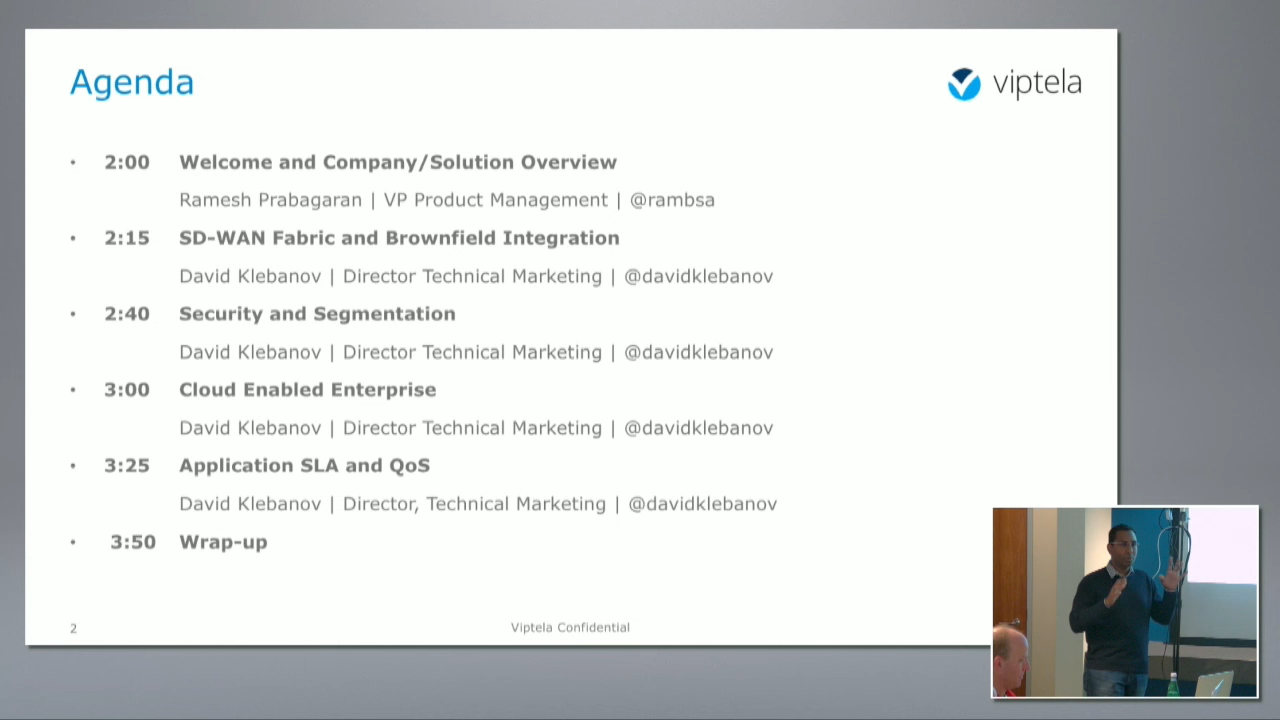 Agenda
viptela
• 2:00 Welcome and Company/Solution Overview
Ramesh Prabagaran | VP Product Management | @rambsa
• 2:15 SD-WAN Fabric and Brownfield Integration
David Klebanov | Director Technical Marketing | @davidklebanov
• 2:40 Security and Segmentation
David Klebanov | Director Technical Marketing | @davidklebanov
• 3:00 Cloud Enabled Enterprise
David Klebanov | Director Technical Marketing | @davidklebanov
• 3:25 Application SLA and QoS
David Klebanov | Director, Technical Marketing | @davidklebanov
• 3:50 Wrap-up
2
Viptela Confidential